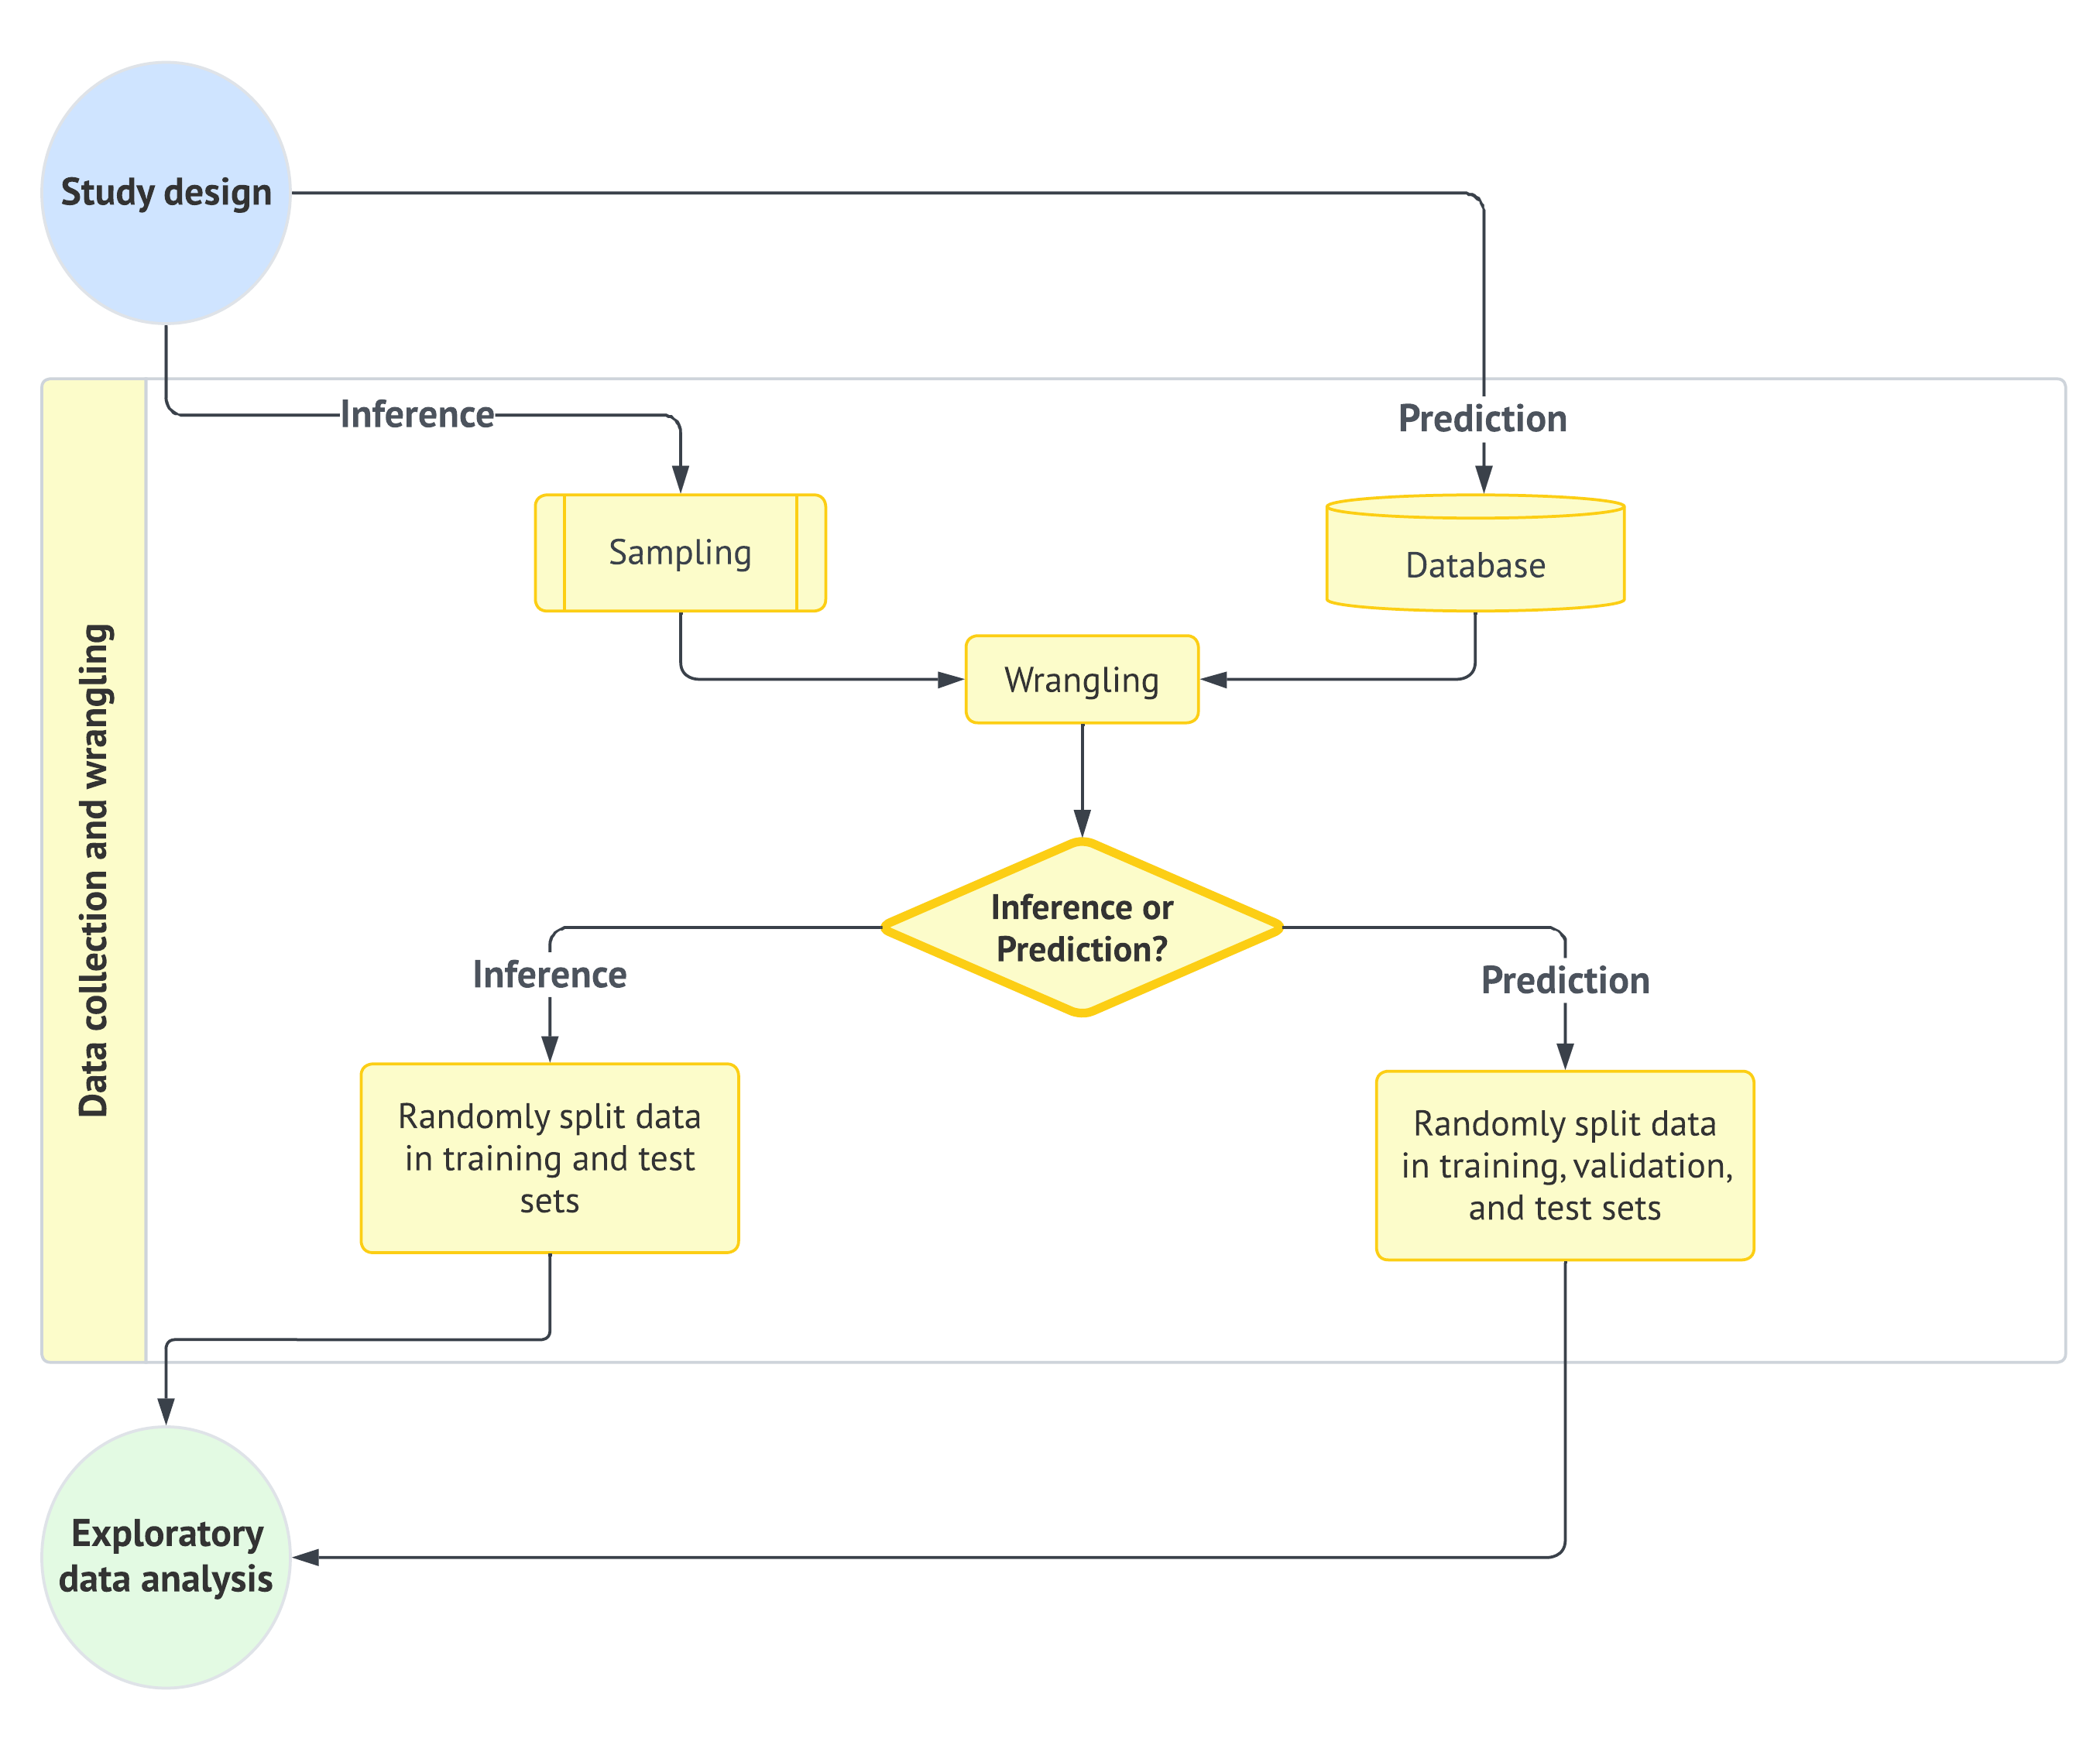 Study design
Inference
Prediction
Sampling
Database
Wrangling
Data collection and wrangling
Inference or
Prediction?
Inference
Prediction
Randomly split data
in training and test
sets
Randomly split data
in training, validation,
and test sets
Exploratory
data analysis